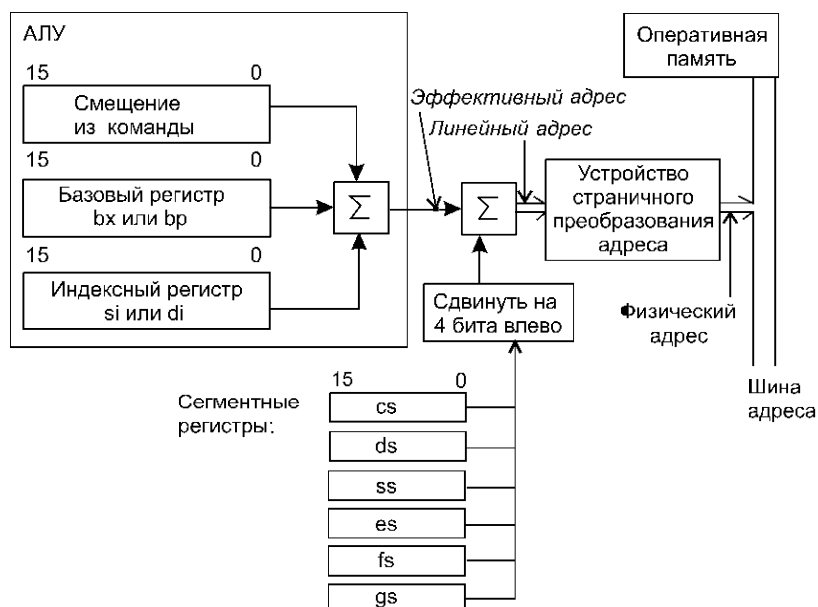 АЛУ
15 0
Смещение
из команды
15 0
Базовый регистр
bx или bp
15 0
Индексный регистр
si или di
Σ
Эффективный адрес
Линейный адрес
Σ
Сдвинуть на
4 бита влево
Устройство
страничного
преобразования
адреса
Оперативная
память
Физический
адрес
Шина
адреса
Сегментные
регистры:
15 0
cs
ds
ss
es
fs
gs